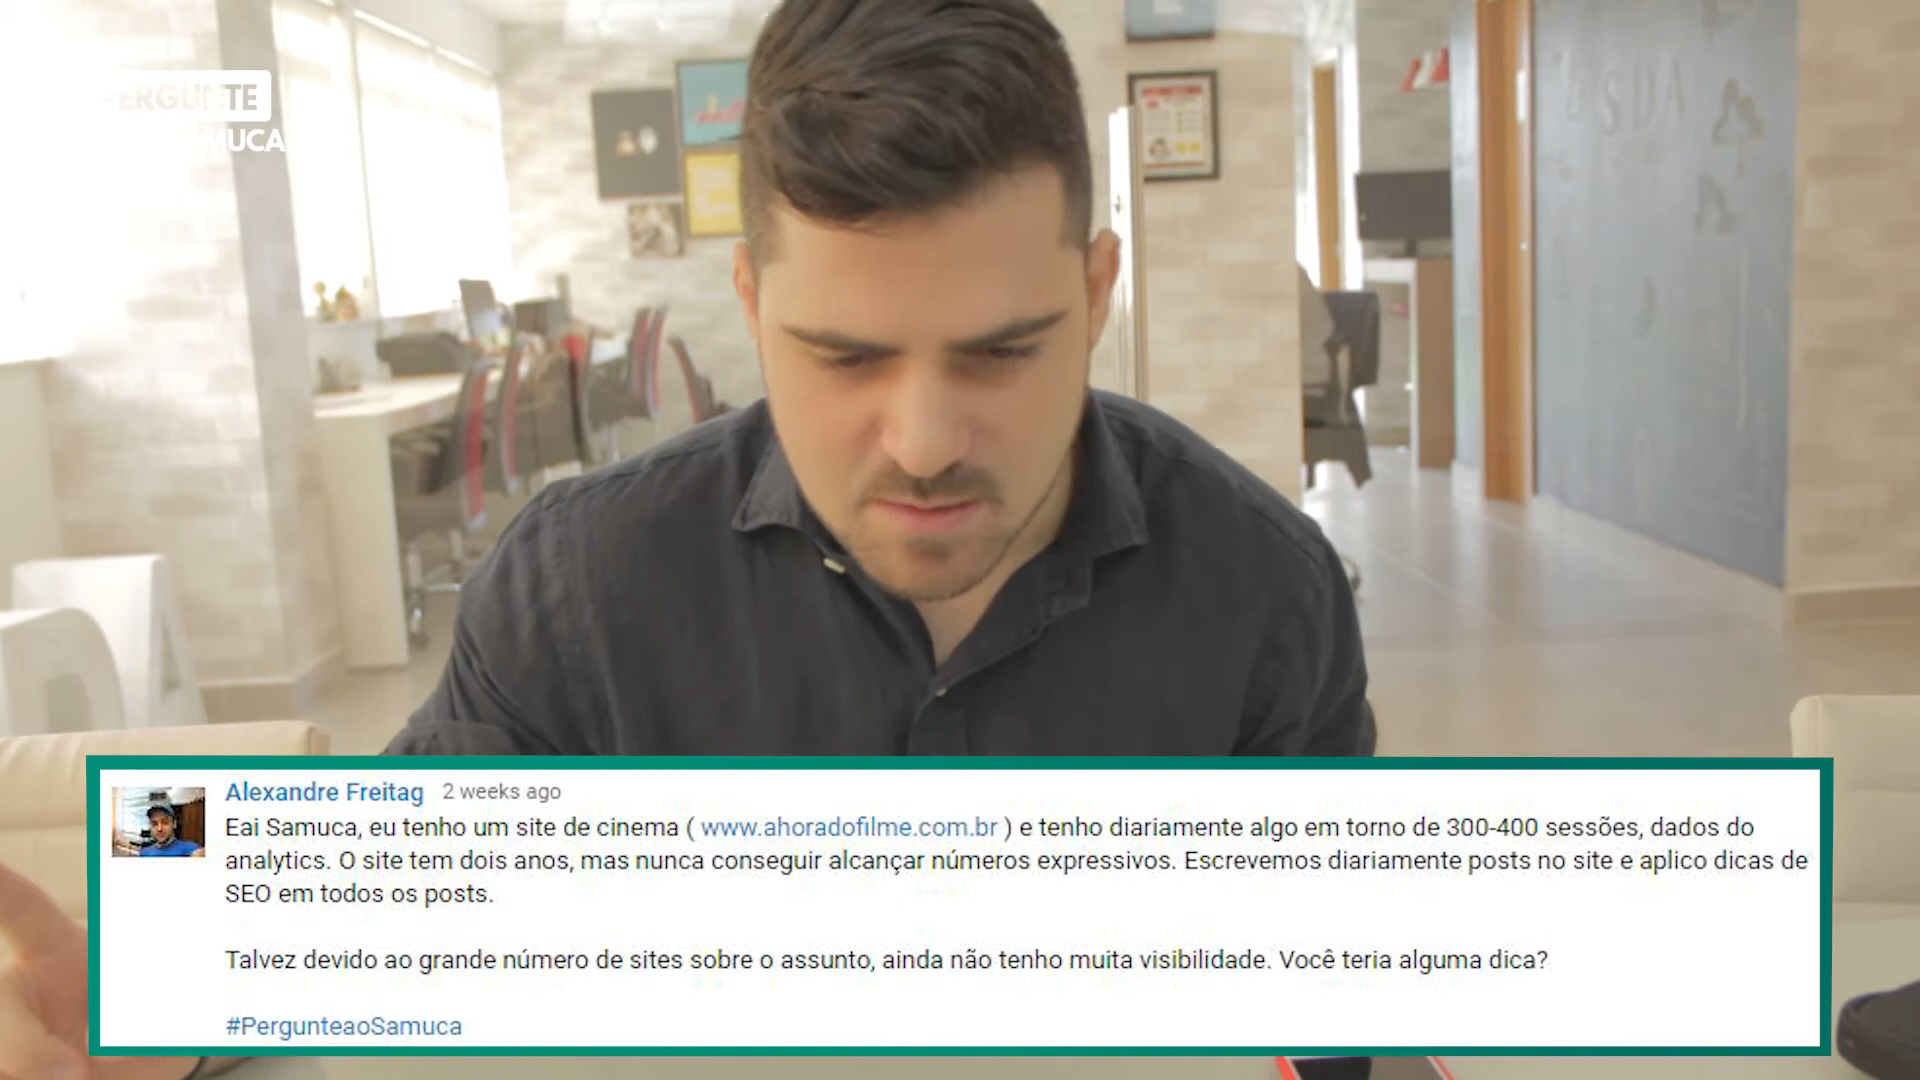 PERGUNTE
SAMUCA
Alexandre Freitag 2 weeks ago
Eai Samuca, eu tenho um site de cinema ( www.ahoradofilme.com.br ) e tenho diariamente algo em torno de 300-400 sessões, dados do
analytics. O site tem dois anos, mas nunca conseguir alcançar números expressivos. Escrevemos diariamente posts no site e aplico dicas de
SEO em todos os posts.
Talvez devido ao grande número de sites sobre o assunto, ainda não tenho muita visibilidade. Você teria alguma dica?
#PergunteaoSamuca